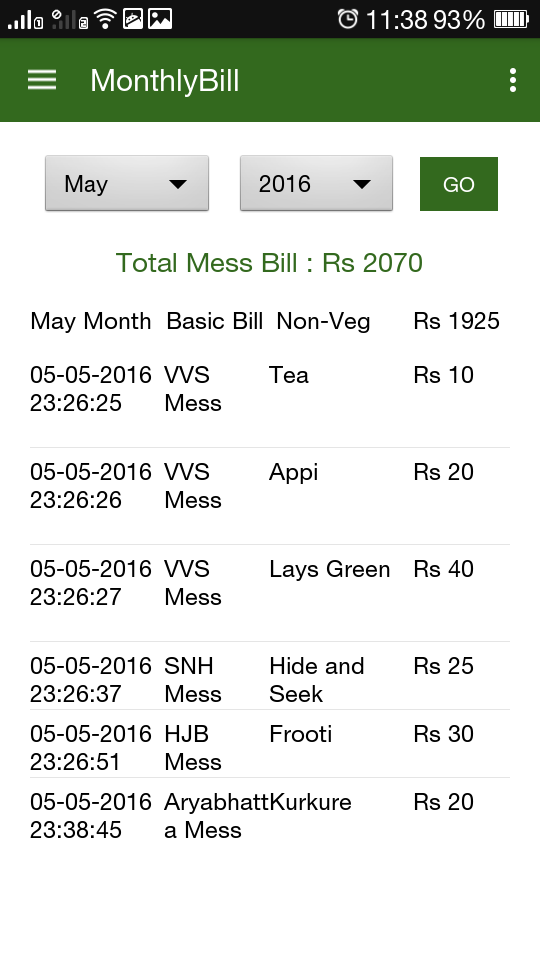 1 2 11:38 93%
MonthlyBill
May 2016 GO
Total Mess Bill : Rs 2070
May Month Basic Bill Non-Veg Rs 1925
05-05-2016 VVS Tea Rs 10
23:26:25 Mess
05-05-2016 VVS Appi Rs 20
23:26:26 Mess
05-05-2016 VVS Lays Green Rs 40
23:26:27 Mess
05-05-2016 SNH Hide and Rs 25
23:26:37 Mess Seek
05-05-2016 HJB Frooti Rs 30
23:26:51 Mess
05-05-2016 Aryabhatt Kurkure Rs 20
23:38:45 a Mess